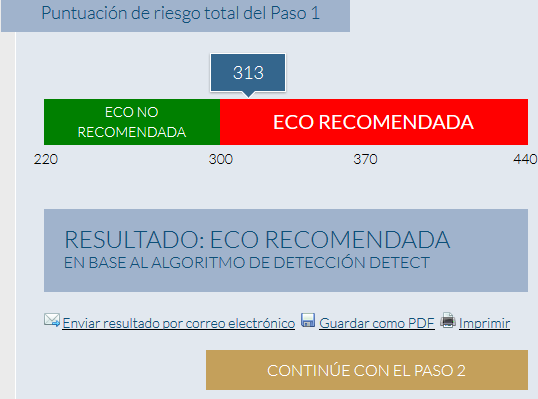 Puntuación de riesgo total del Paso 1
313
ECO NO
RECOMENDADA
ECO RECOMENDADA
220 300 370 440
RESULTADO: ECO RECOMENDADA
EN BASE AL ALGORITMO DE DETECCIÓN DETECT
Enviar resultado por correo electrónico Guardar como PDF Imprimir
CONTINÚE CON EL PASO 2